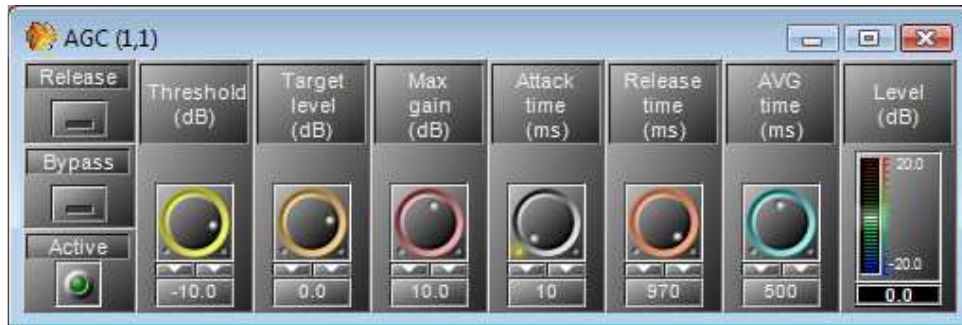 AGC (1,1)
Release
Bypass
Active
Threshold
(dB)
-10.0
Target
level
(dB)
0.0
Max
gain
(dB)
10.0
Attack
time
(ms)
10
Release
time
(ms)
970
AVG
time
(ms)
500
Level
(dB)
20.0
-20.0
0.0